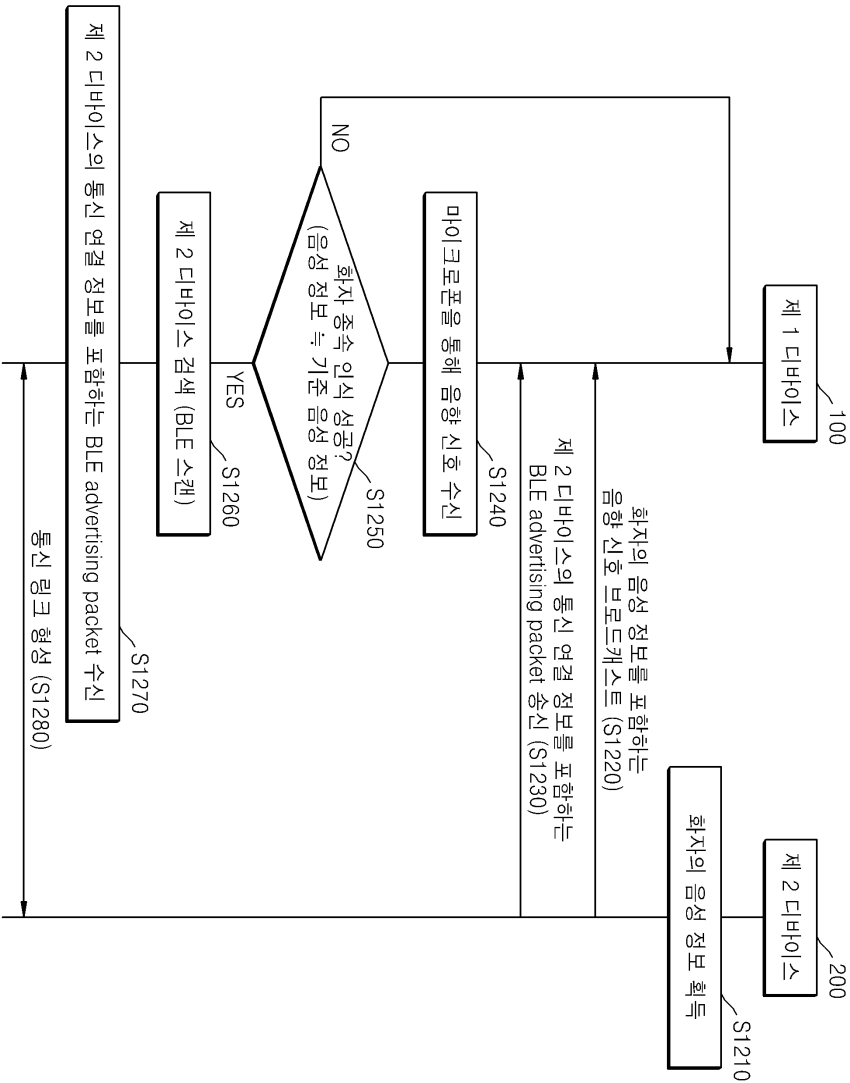 제 1 디바이스
100
제 2 디바이스
200
화자의 음성 정보 획득
S1210
화자의 음성 정보를 포함하는
음향 신호 브로드캐스트 (S1220)
제 2 디바이스의 통신 연결 정보를 포함하는
BLE advertising packet 송신 (S1230)
마이크로폰을 통해 음향 신호 수신
S1240
화자 종속 인식 성공?
(음성 정보 ≒ 기준 음성 정보)
S1250
NO
YES
제 2 디바이스 검색 (BLE 스캔)
S1260
제 2 디바이스의 통신 연결 정보를 포함하는 BLE advertising packet 수신
S1270
통신 링크 형성 (S1280)